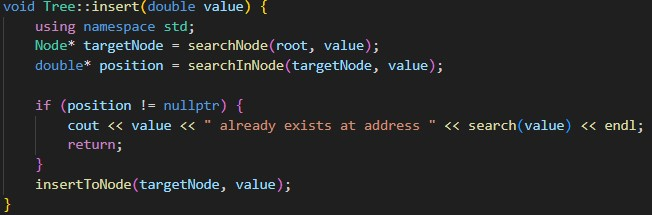 void Tree::insert(double value) {
    using namespace std;
    Node* targetNode = searchNode(root, value);
    double* position = searchInNode(targetNode, value);

    if (position != nullptr) {
        cout << value << " already exists at address " << search(value) << endl;
        return;
    }
    insertToNode(targetNode, value);
}